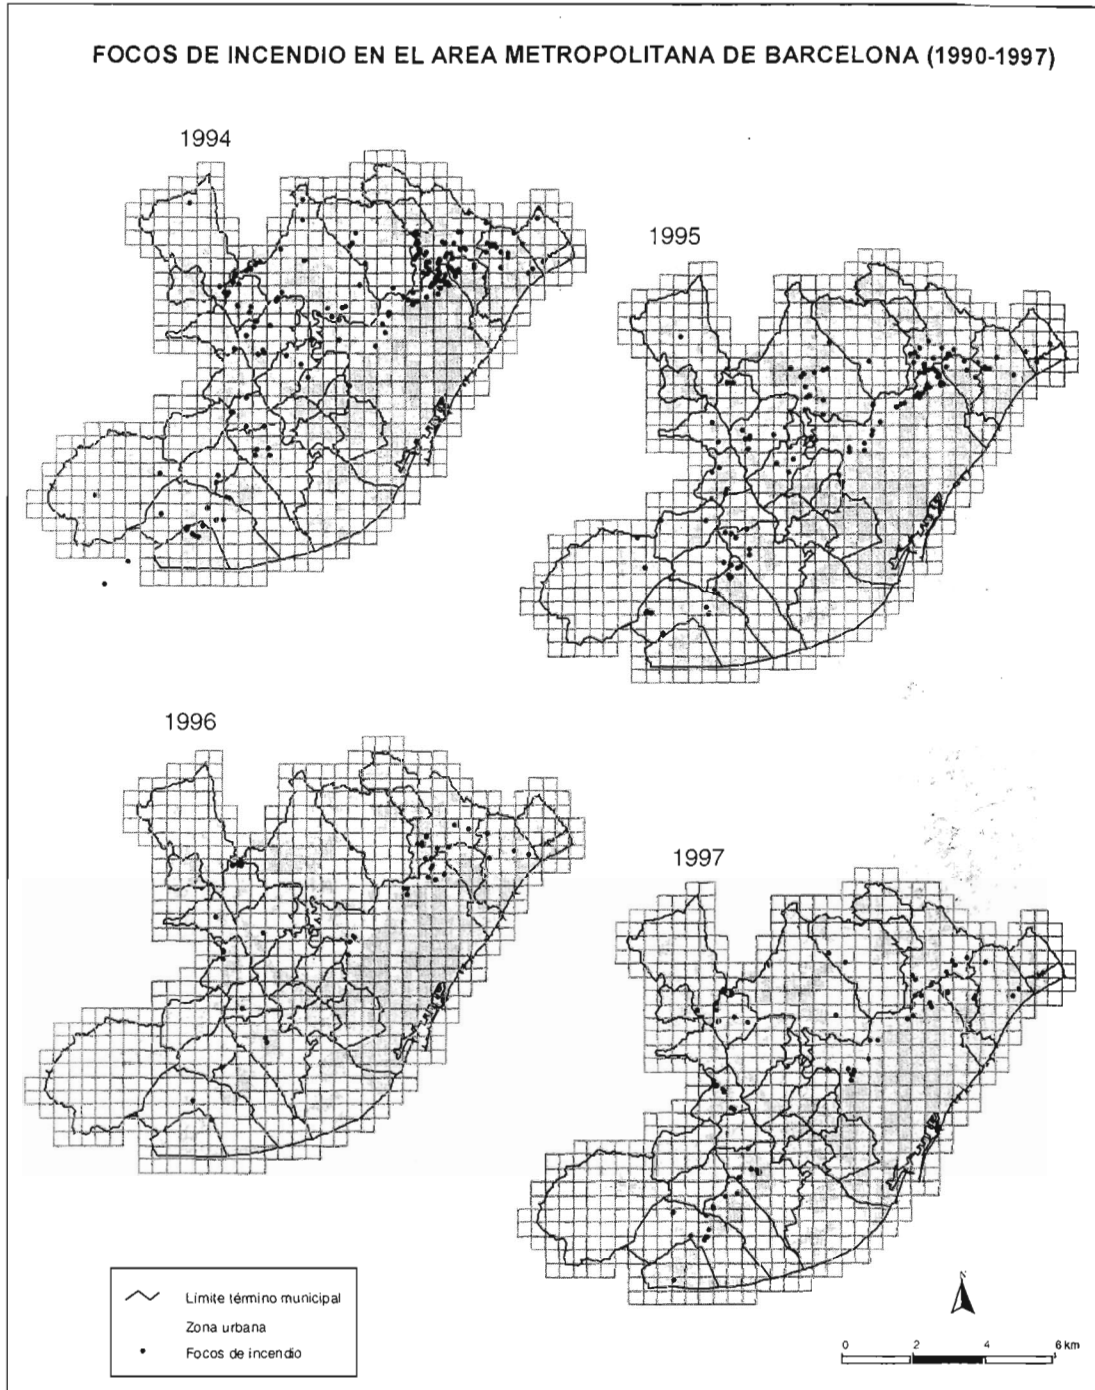 FOCOS DE INCENDIO EN EL AREA METROPOLITANA DE BARCELONA (1990-1997)
1994
1995
1996
1997
Límite término municipal
Zona urbana
Focos de incendio
N
0 2 4 6 km